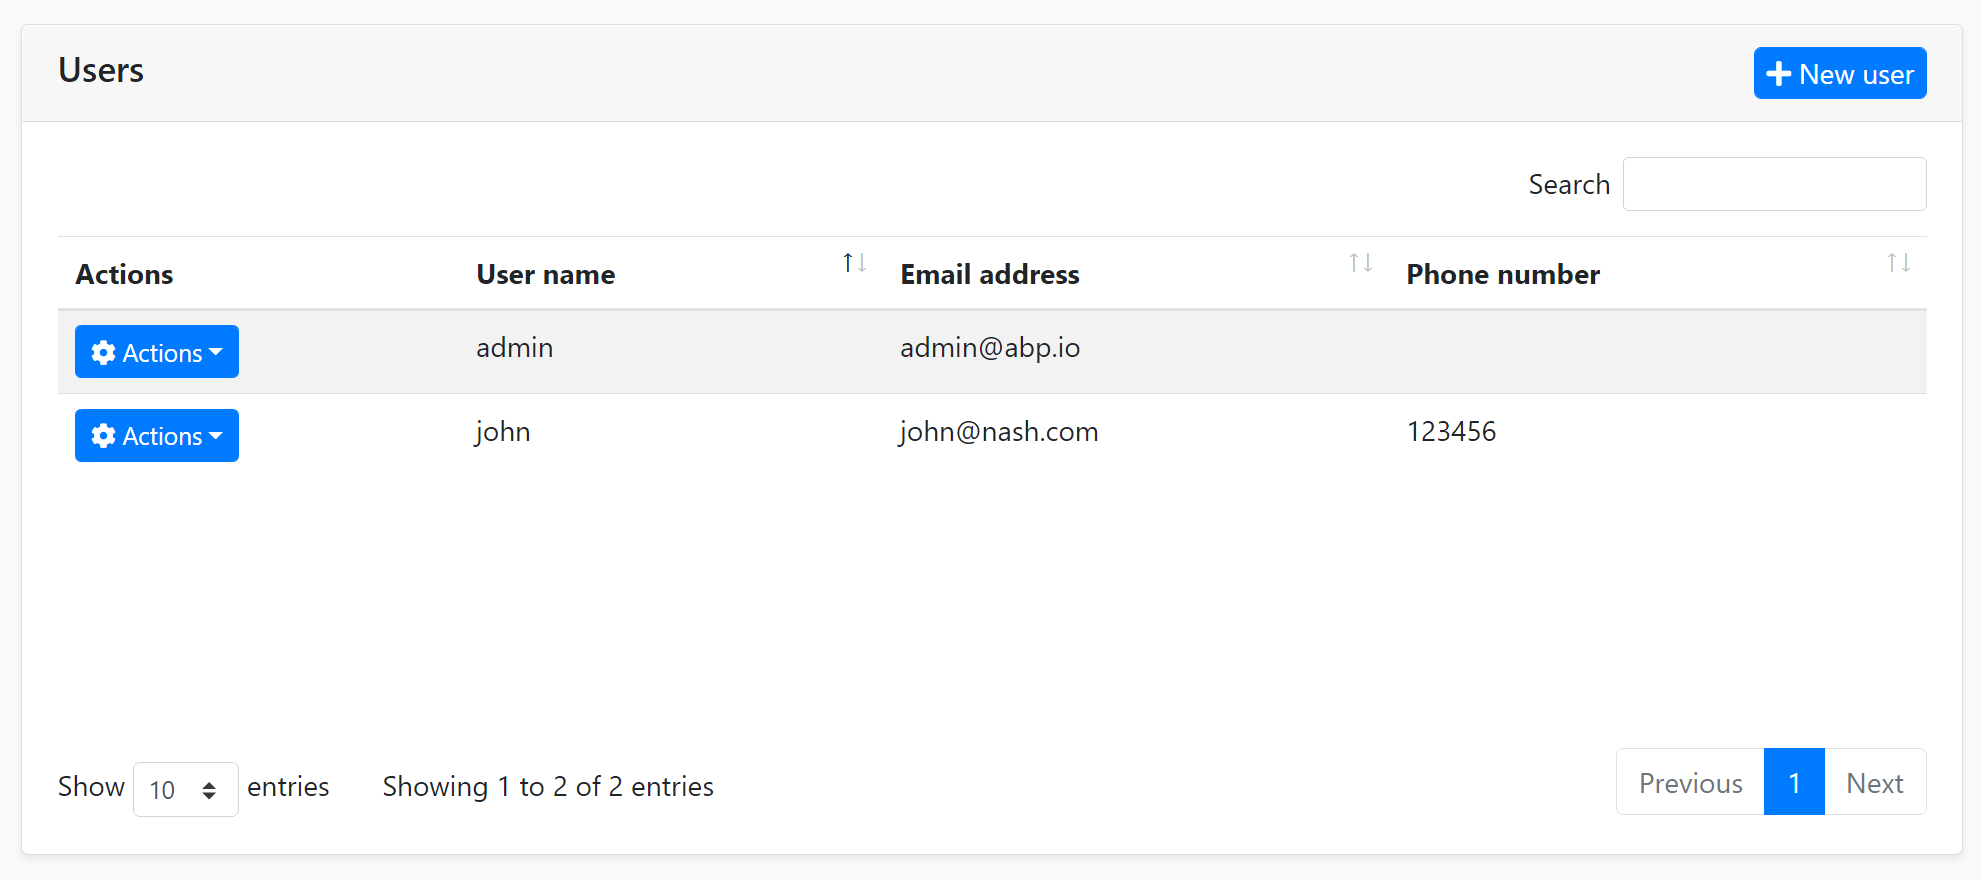 Users
New user
Search
Actions User name Email address Phone number
Actions admin admin@abp.io
Actions john john@nash.com 123456
Show 10 entries Showing 1 to 2 of 2 entries Previous 1 Next